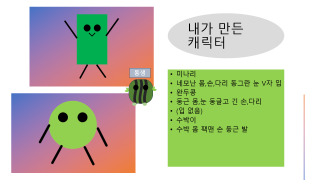 내가 만든
캐릭터
동생
• 미나리
• 네모난 몸,손,다리 동그란 눈 V자 입
• 완두콩
• 둥근 몸,눈 둥글고 긴 손,다리
• (입 없음)
• 수박이
• 수박 몸 팩맨 손 둥근 발